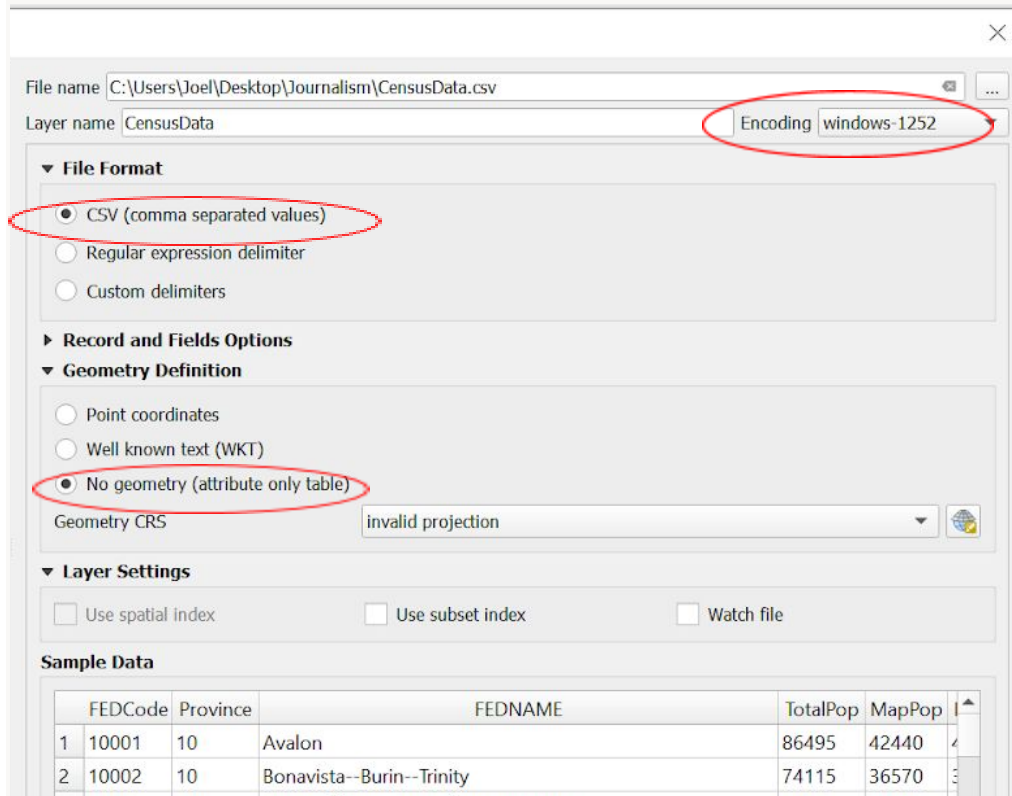 File name C:\Users\Joel\Desktop\Journalism\CensusData.csv ...
Layer name CensusData Encoding windows-1252
File Format
CSV (comma separated values)
Regular expression delimiter
Custom delimiters
Record and Fields Options
Geometry Definition
Point coordinates
Well known text (WKT)
No geometry (attribute only table)
Geometry CRS invalid projection
Layer Settings
Use spatial index Use subset index Watch file
Sample Data
FEDCode Province FEDNAME TotalPop MapPop
1 10001 10 Avalon 86495 42440
2 10002 10 Bonavista--Burin--Trinity 74115 36570